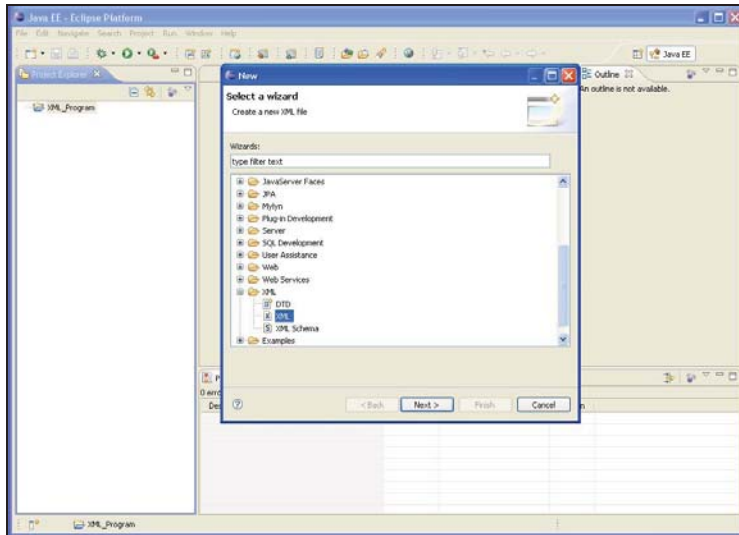 Java EE - Eclipse Platform
File Edit Navigate Search Project Run Window Help
Java EE
Project Explorer
XML_Program
New
Select a wizard
Create a new XML file
Wizards:
type filter text
JavaServer Faces
JPA
Mylyn
Plug-in Development
Server
SQL Development
User Assistance
Web
Web Services
XML
DTD
XML
XML Schema
Examples
< Back
Next >
Finish
Cancel
Outline
An outline is not available.
XML_Program